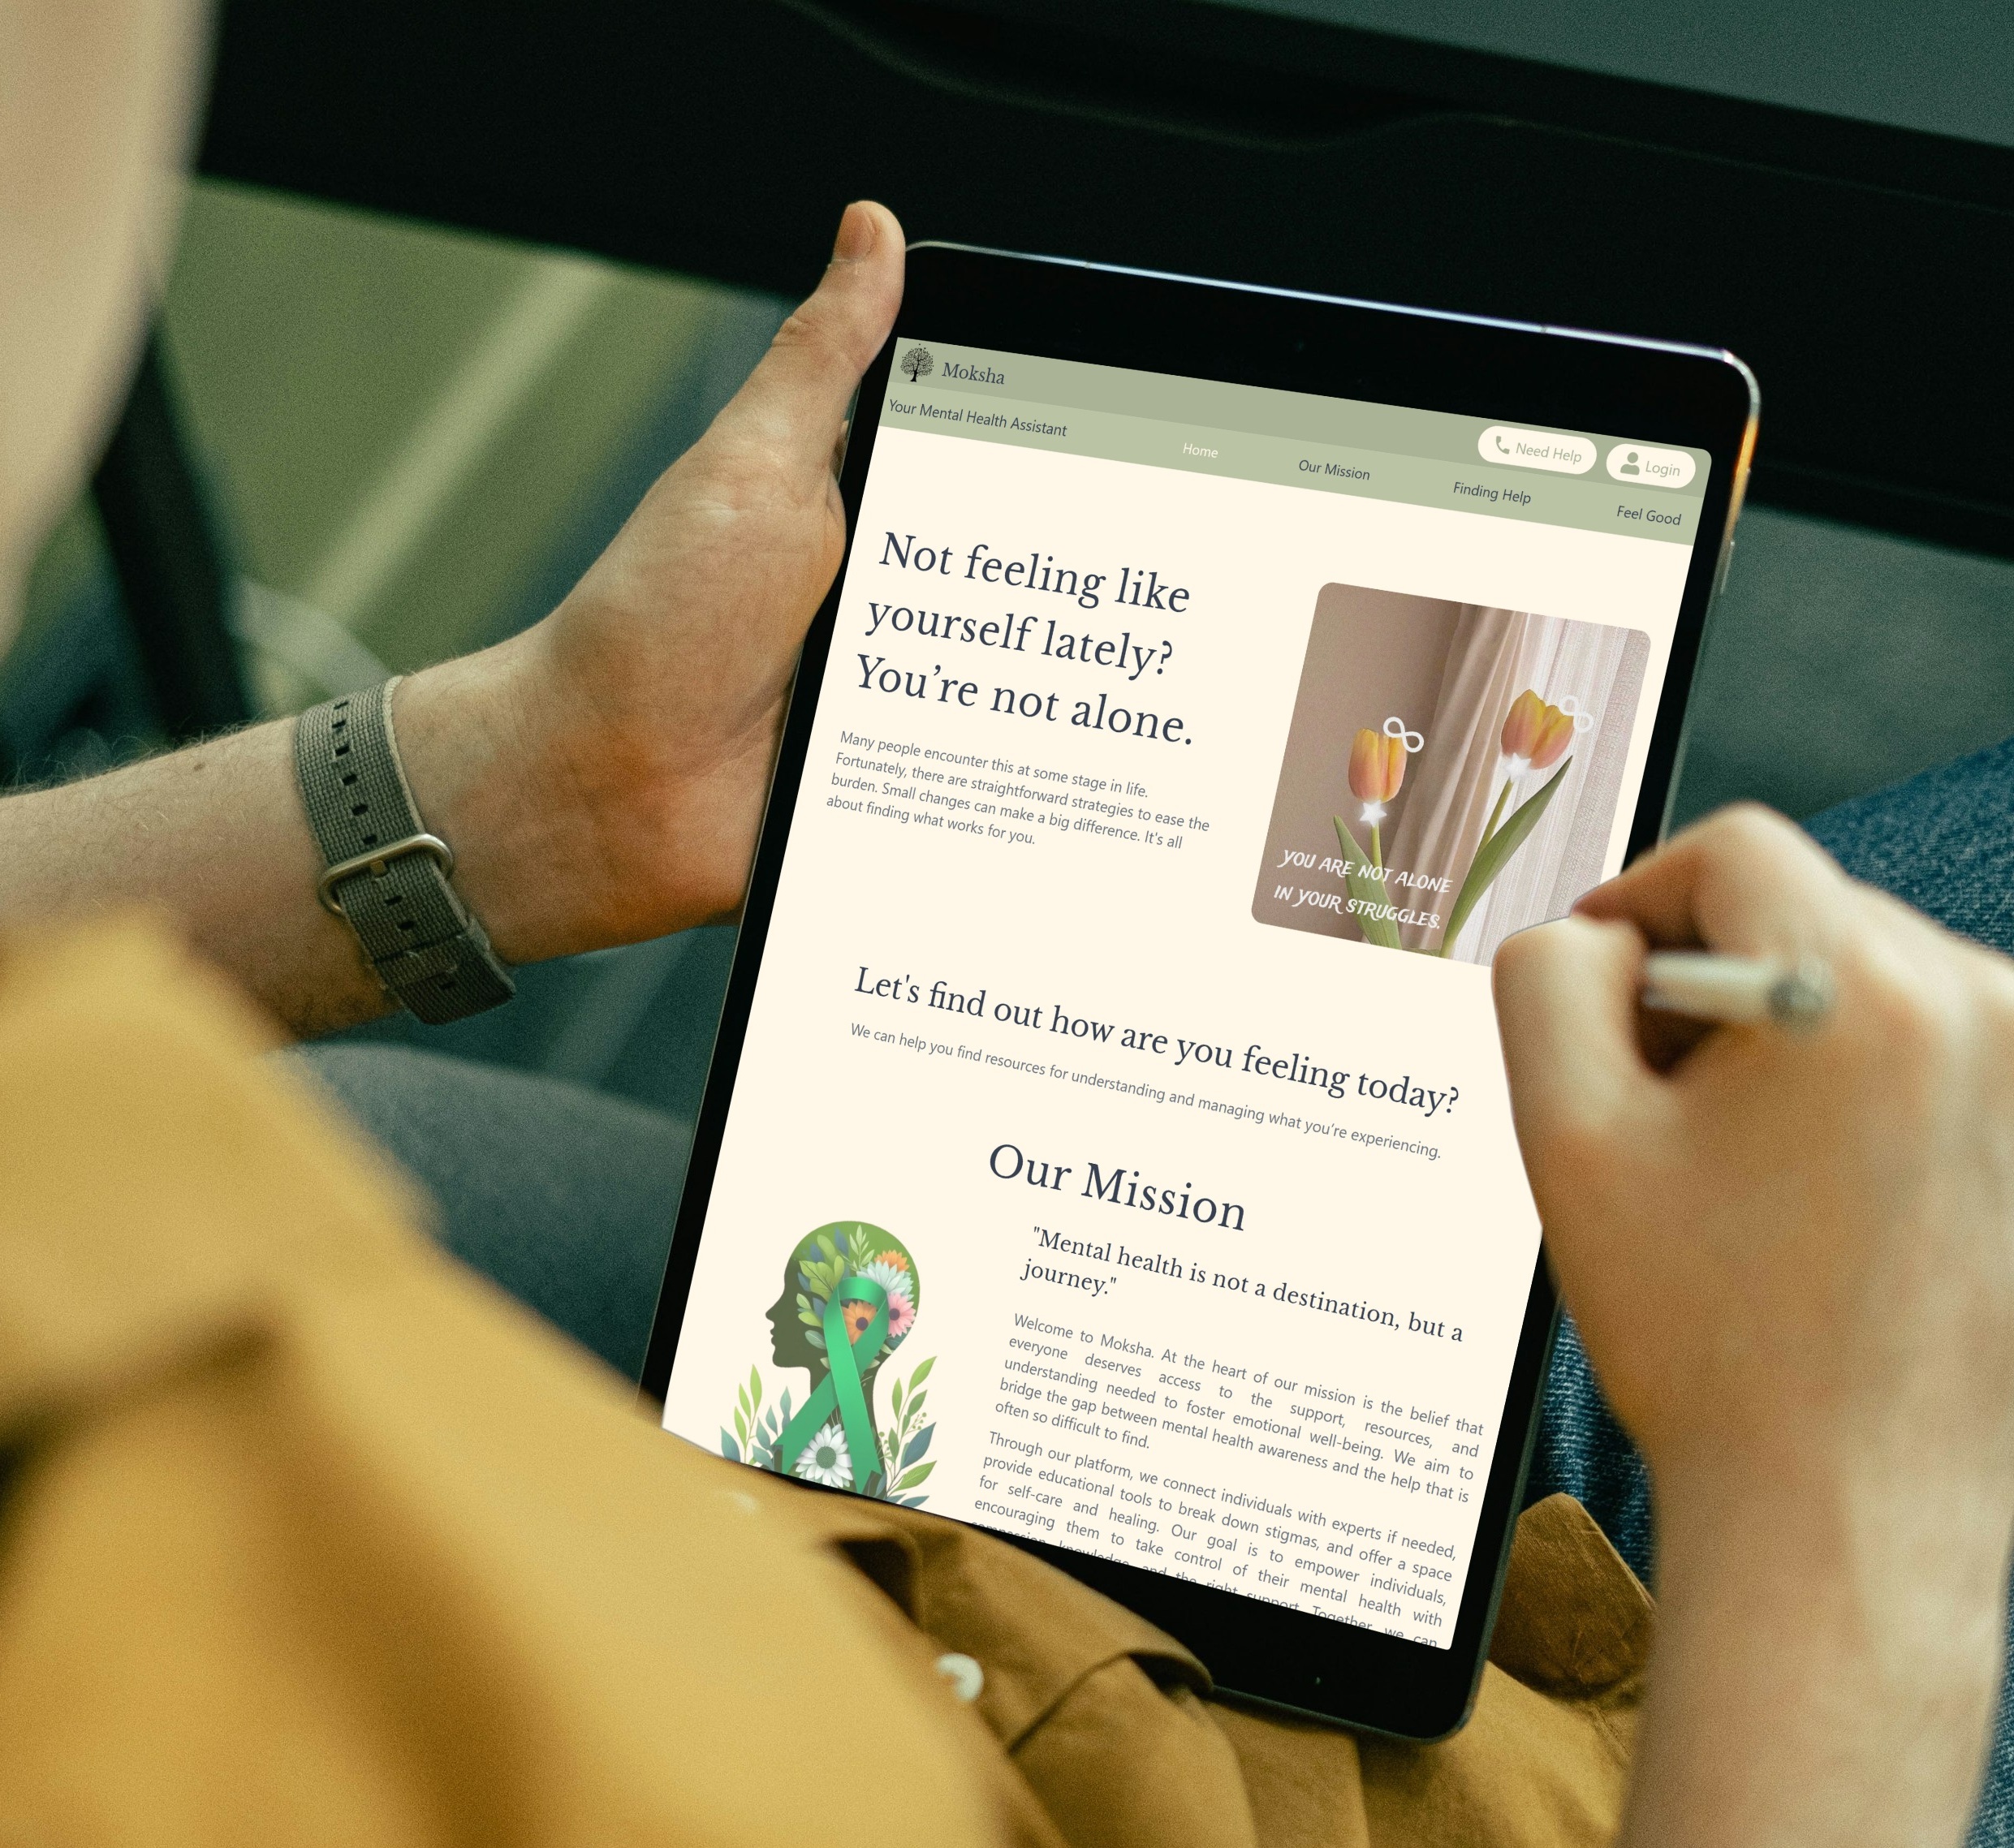 Moksha
Need Help
Login
Your Mental Health Assistant
Home
Our Mission
Finding Help
Feel Good
Not feeling like
yourself lately?
You’re not alone.
Many people encounter this at some stage in life.
Fortunately, there are straightforward strategies to ease the
burden. Small changes can make a big difference. It's all
about finding what works for you.
YOU ARE NOT ALONE
IN YOUR STRUGGLES.
Let's find out how are you feeling today?
We can help you find resources for understanding and managing what you’re experiencing.
Our Mission
"Mental health is not a destination, but a
journey."
Welcome to Moksha. At the heart of our mission is the belief that
everyone deserves access to the support, resources, and
understanding needed to foster emotional well-being. We aim to
bridge the gap between mental health awareness and the help that is
often so difficult to find.
Through our platform, we connect individuals with experts if needed,
provide educational tools to break down stigmas, and offer a space
for self-care and healing. Our goal is to empower individuals,
encouraging them to take control of their mental health with
compassion, knowledge and the right support. Together, we can